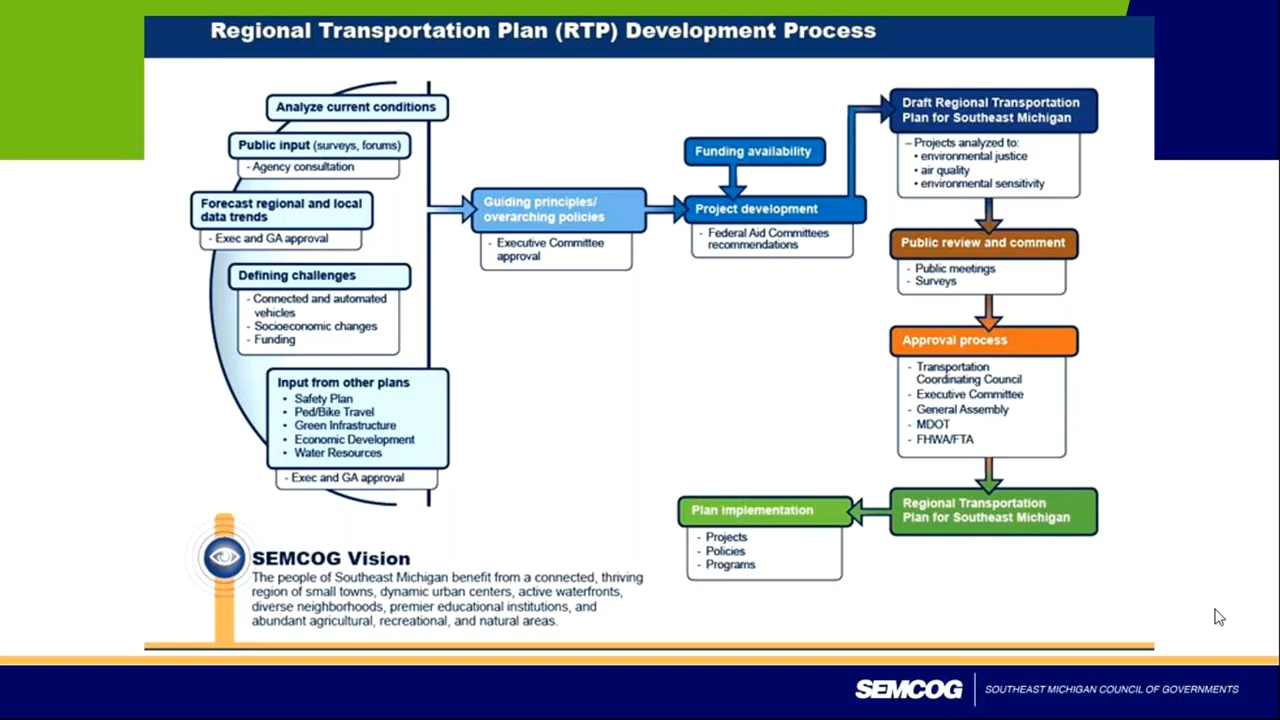 Regional Transportation Plan (RTP) Development Process
Analyze current conditions
Public input (surveys, forums)
- Agency consultation
Forecast regional and local
data trends
- Exec and GA approval
Defining challenges
- Connected and automated
vehicles
- Socioeconomic changes
- Funding
Input from other plans
• Safety Plan
• Ped/Bike Travel
• Green Infrastructure
• Economic Development
• Water Resources
- Exec and GA approval
Guiding principles/
overarching policies
- Executive Committee
approval
Funding availability
Project development
- Federal Aid Committees
recommendations
Draft Regional Transportation
Plan for Southeast Michigan
– Projects analyzed to:
• environmental justice
• air quality
• environmental sensitivity
Public review and comment
- Public meetings
- Surveys
Approval process
- Transportation
Coordinating Council
- Executive Committee
- General Assembly
- MDOT
- FHWA/FTA
Regional Transportation
Plan for Southeast Michigan
Plan implementation
- Projects
- Policies
- Programs
SEMCOG Vision
The people of Southeast Michigan benefit from a connected, thriving
region of small towns, dynamic urban centers, active waterfronts,
diverse neighborhoods, premier educational institutions, and
abundant agricultural, recreational, and natural areas.
SEMCOG
SOUTHEAST MICHIGAN COUNCIL OF GOVERNMENTS